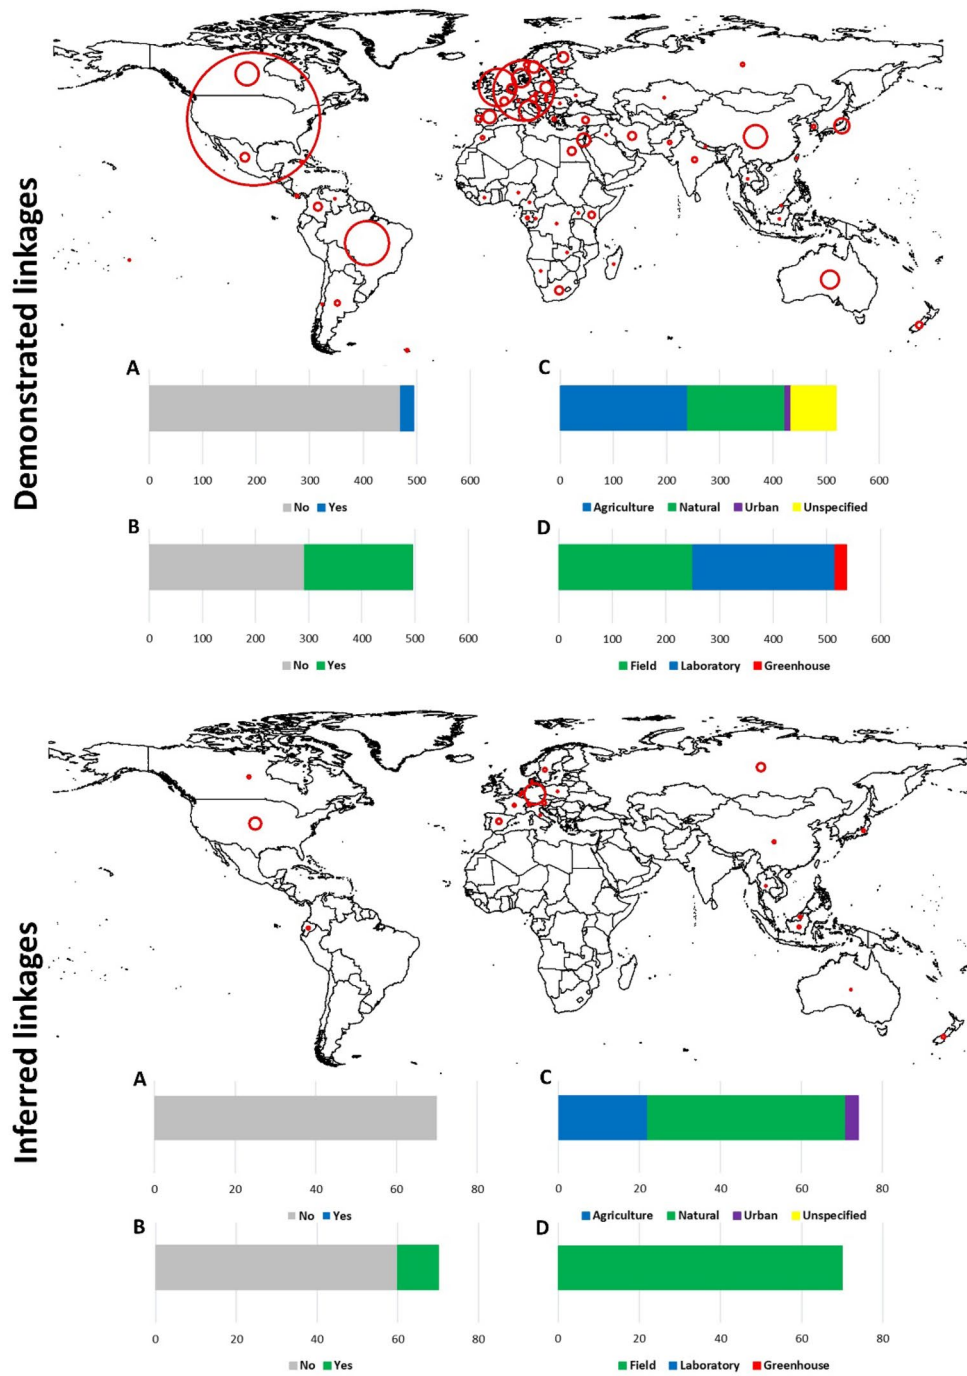 Demonstrated linkages
A
0 100 200 300 400 500 600
No Yes
C
0 100 200 300 400 500 600
Agriculture Natural Urban Unspecified
B
0 100 200 300 400 500 600
No Yes
D
0 100 200 300 400 500 600
Field Laboratory Greenhouse
Inferred linkages
A
0 20 40 60 80
No Yes
C
0 20 40 60 80
Agriculture Natural Urban Unspecified
B
0 20 40 60 80
No Yes
D
0 20 40 60 80
Field Laboratory Greenhouse